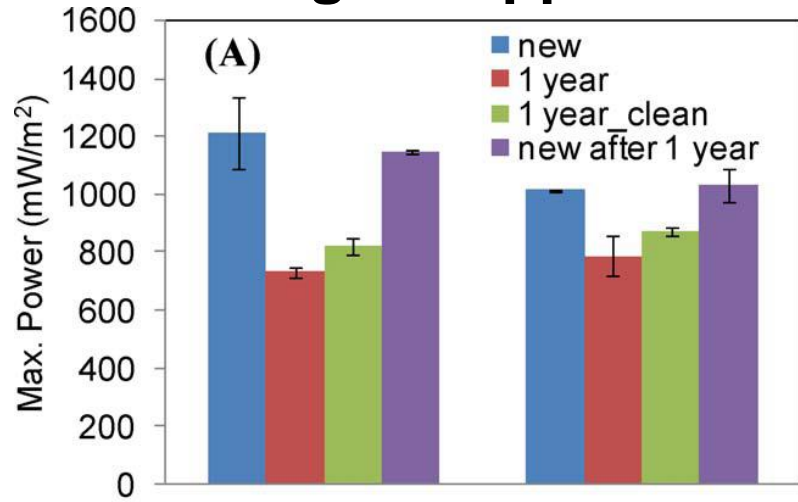 (A)
new
1 year
1 year_clean
new after 1 year
Max. Power (mW/m²)
1600
1400
1200
1000
800
600
400
200
0